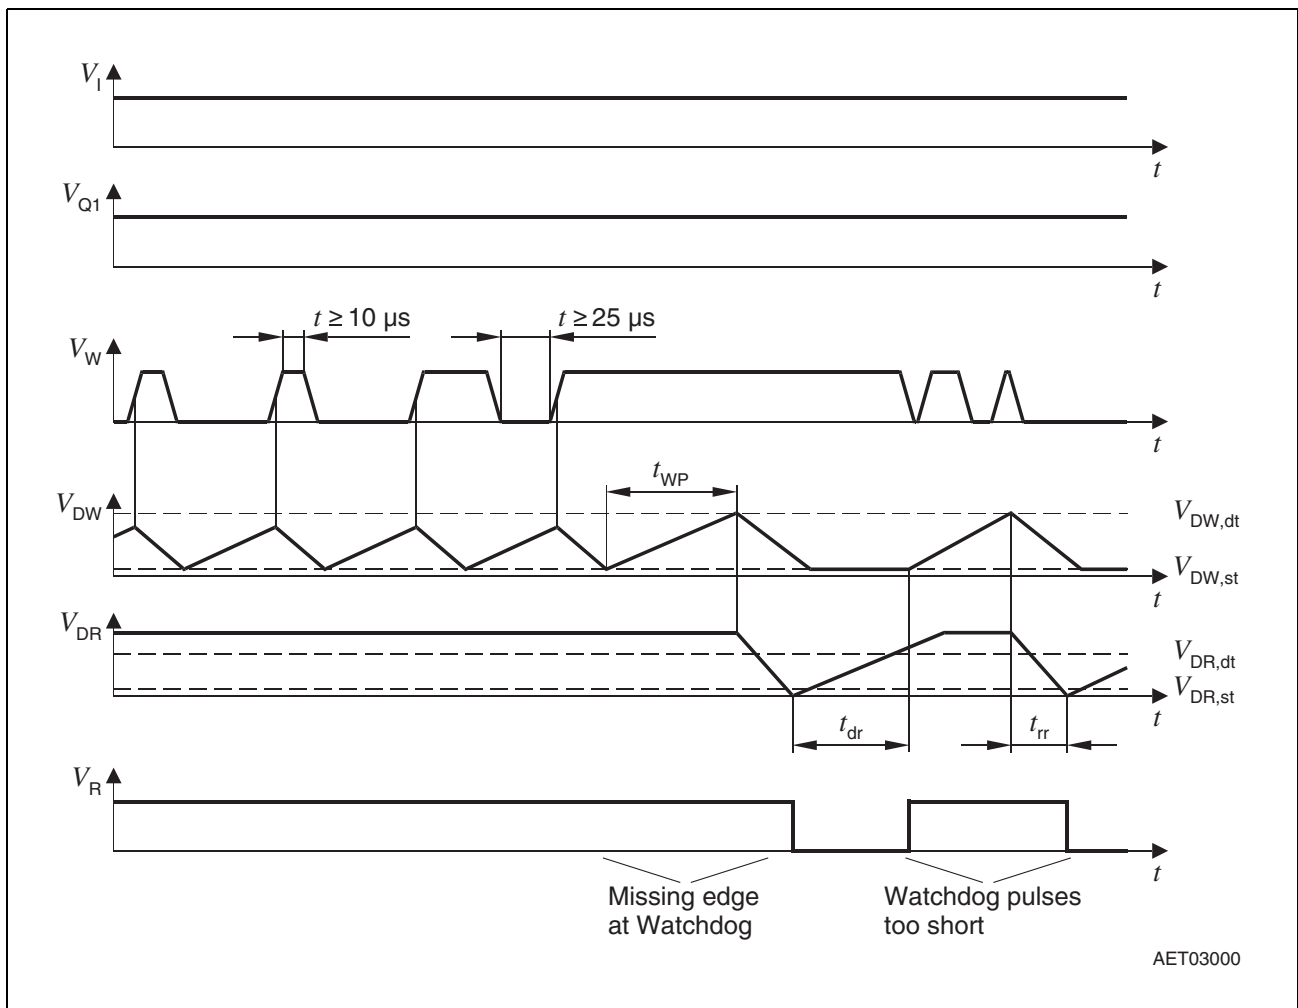 V_I
t
V_Q1
t
t ≥ 10 µs
t ≥ 25 µs
V_W
t
t_WP
V_DW
V_DW,dt
V_DW,st
t
V_DR
V_DR,dt
V_DR,st
t
t_dr
t_rr
V_R
t
Missing edge
at Watchdog
Watchdog pulses
too short
AET03000